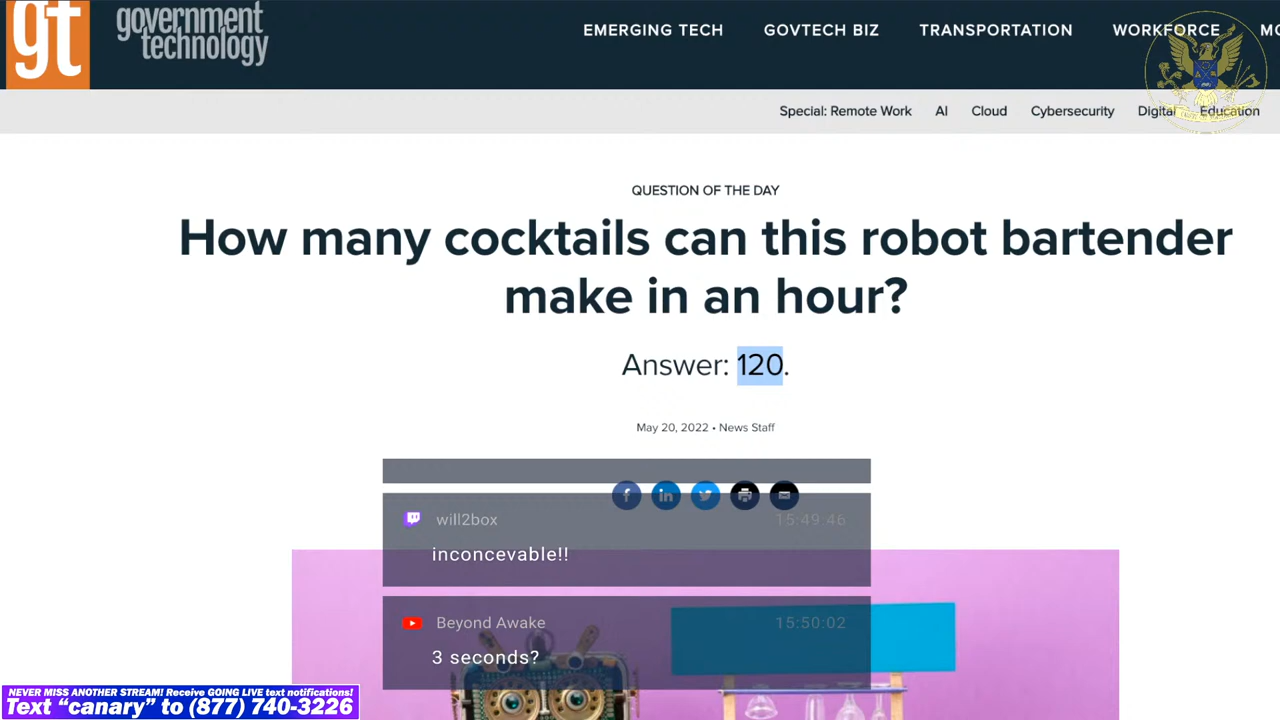 gt government technology
EMERGING TECH GOVTECH BIZ TRANSPORTATION WORKFORCE MO
Special: Remote Work AI Cloud Cybersecurity Digital Education
QUESTION OF THE DAY
How many cocktails can this robot bartender
make in an hour?
Answer: 120.
May 20, 2022 • News Staff
will2box 15:49:46
inconcevable!!
Beyond Awake 15:50:02
3 seconds?
NEVER MISS ANOTHER STREAM! Receive GOING LIVE text notifications!
Text “canary” to (877) 740-3226